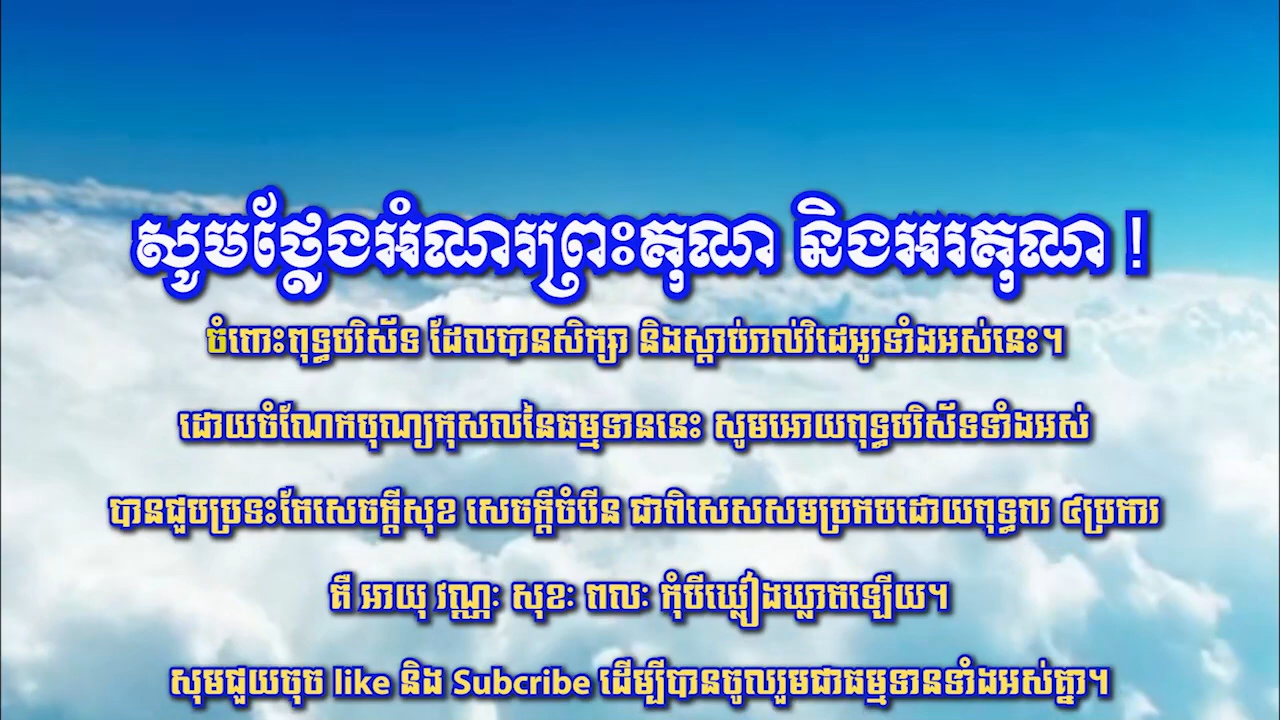 សូមថ្លែងអំណរព្រះគុណ និងអរគុណ !
ចំពោះពុទ្ធបរិស័ទ ដែលបានសិក្សា និងស្តាប់រាល់វិដេអូរទាំងអស់នេះ។
ដោយចំណែកបុណ្យកុសលនៃធម្មទាននេះ សូមអោយពុទ្ធបរិស័ទទាំងអស់
បានជួបប្រទះតែសេចក្តីសុខ សេចក្តីចំរើន ជាពិសេសសមប្រកបដោយពុទ្ធពរ ៤ប្រការ
គឺ អាយុ វណ្ណៈ សុខៈ ពលៈ កុំបីឃ្លៀងឃ្លាតឡើយ។
សុមជួយចុច like និង Subcribe ដើម្បីបានចូលរួមជាធម្មទានទាំងអស់គ្នា។